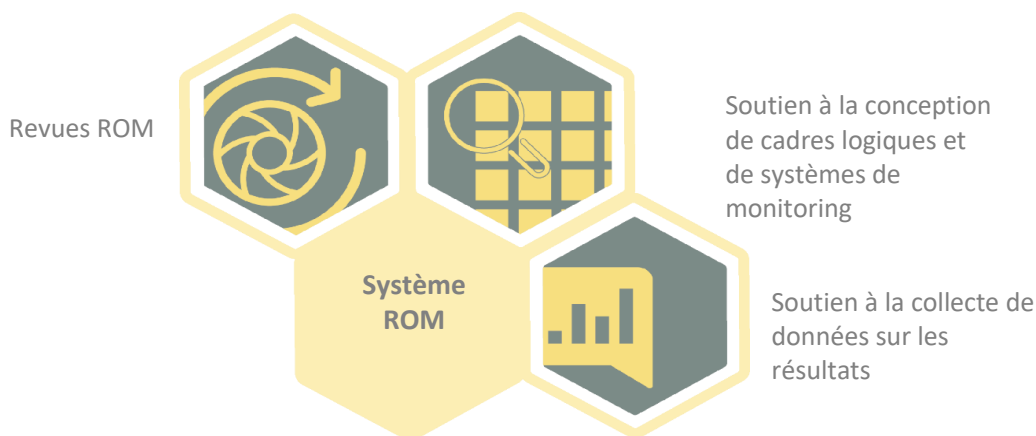 Revues ROM
Soutien à la conception
de cadres logiques et
de systèmes de
monitoring
Système
ROM
Soutien à la collecte de
données sur les
résultats